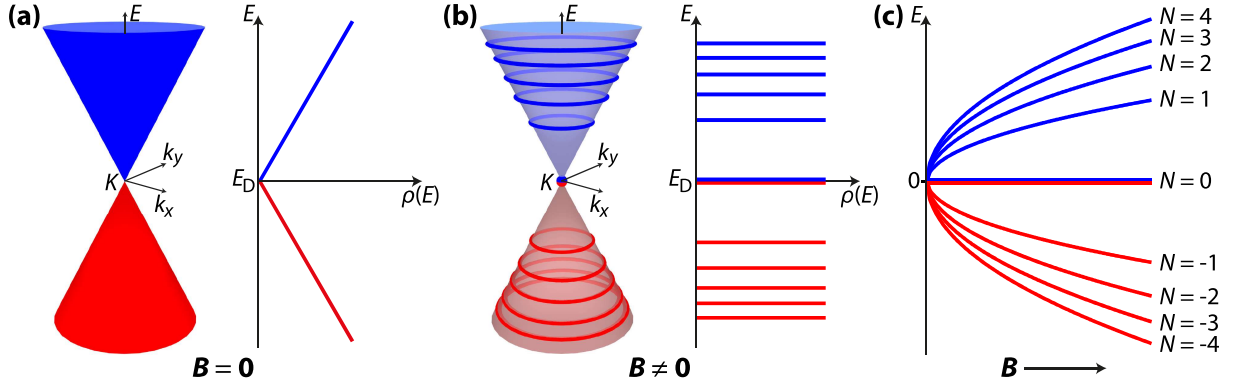 (a)
E
K
k_y
k_x
E
E_D
ρ(E)
B = 0
(b)
E
K
k_y
k_x
E
E_D
ρ(E)
B ≠ 0
(c)
E
0
N = 4
N = 3
N = 2
N = 1
N = 0
N = -1
N = -2
N = -3
N = -4
B